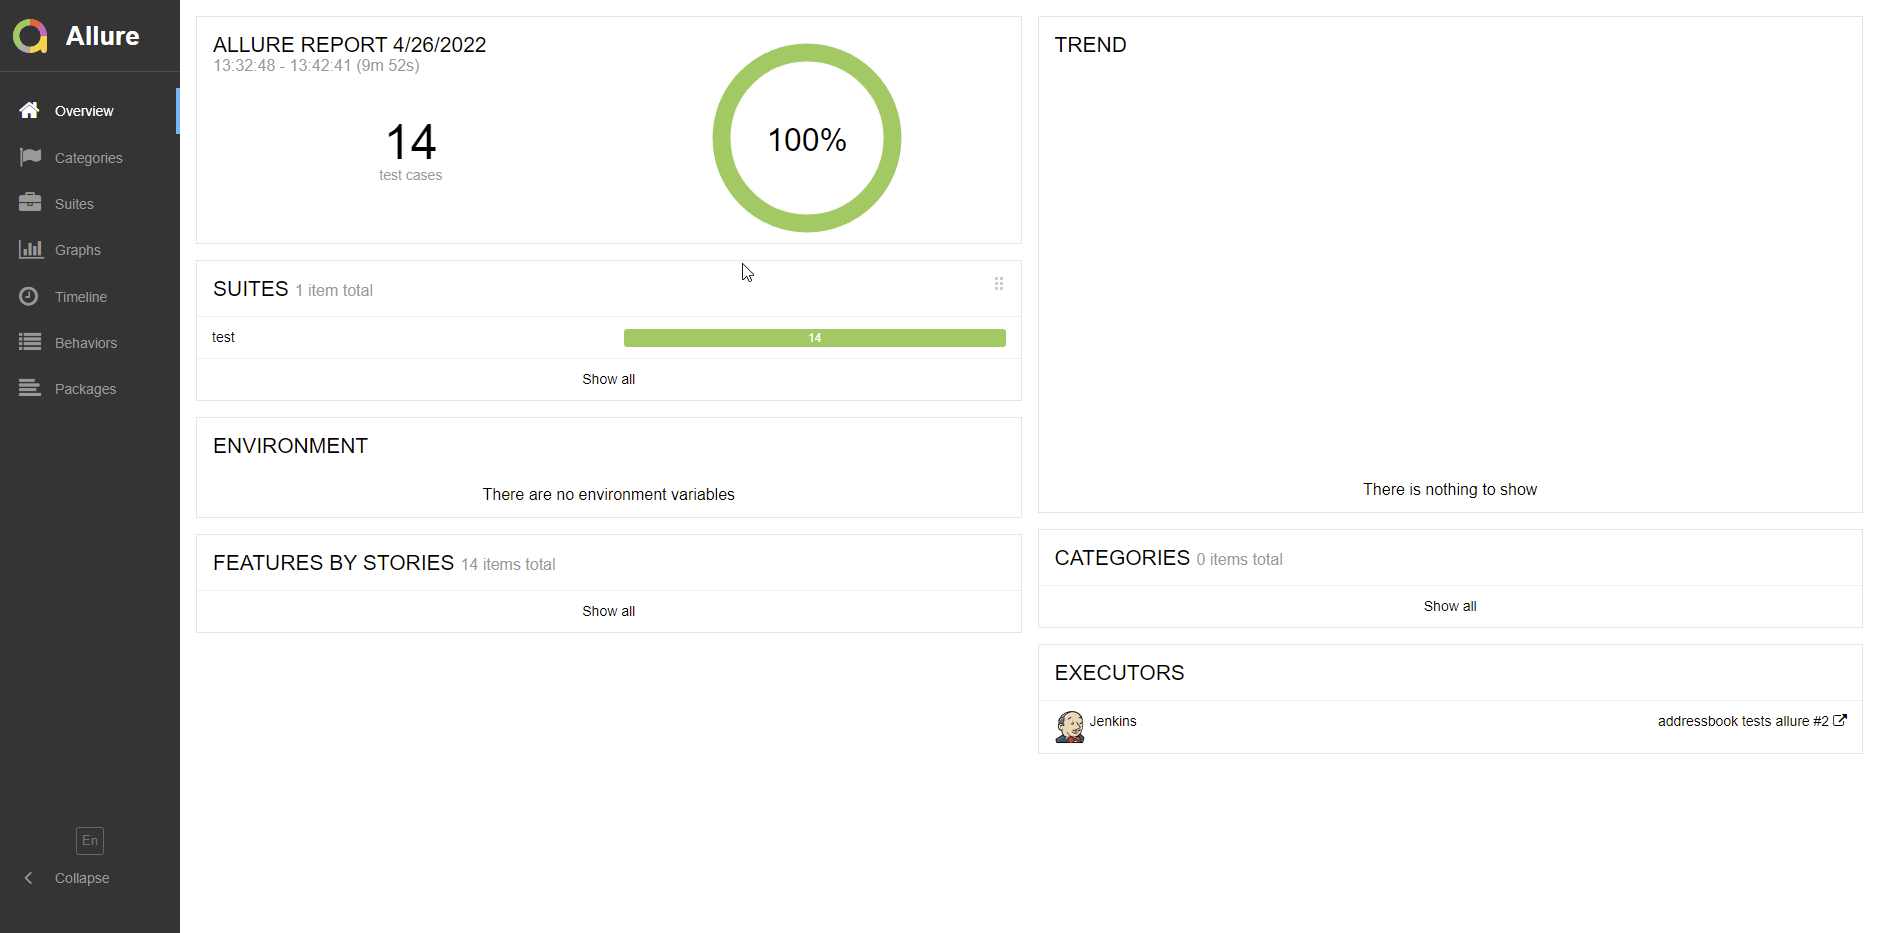 Allure
Overview
Categories
Suites
Graphs
Timeline
Behaviors
Packages
En
Collapse
ALLURE REPORT 4/26/2022
13:32:48 - 13:42:41 (9m 52s)
14
test cases
100%
SUITES 1 item total
test 14
Show all
ENVIRONMENT
There are no environment variables
FEATURES BY STORIES 14 items total
Show all
TREND
There is nothing to show
CATEGORIES 0 items total
Show all
EXECUTORS
Jenkins addressbook tests allure #2